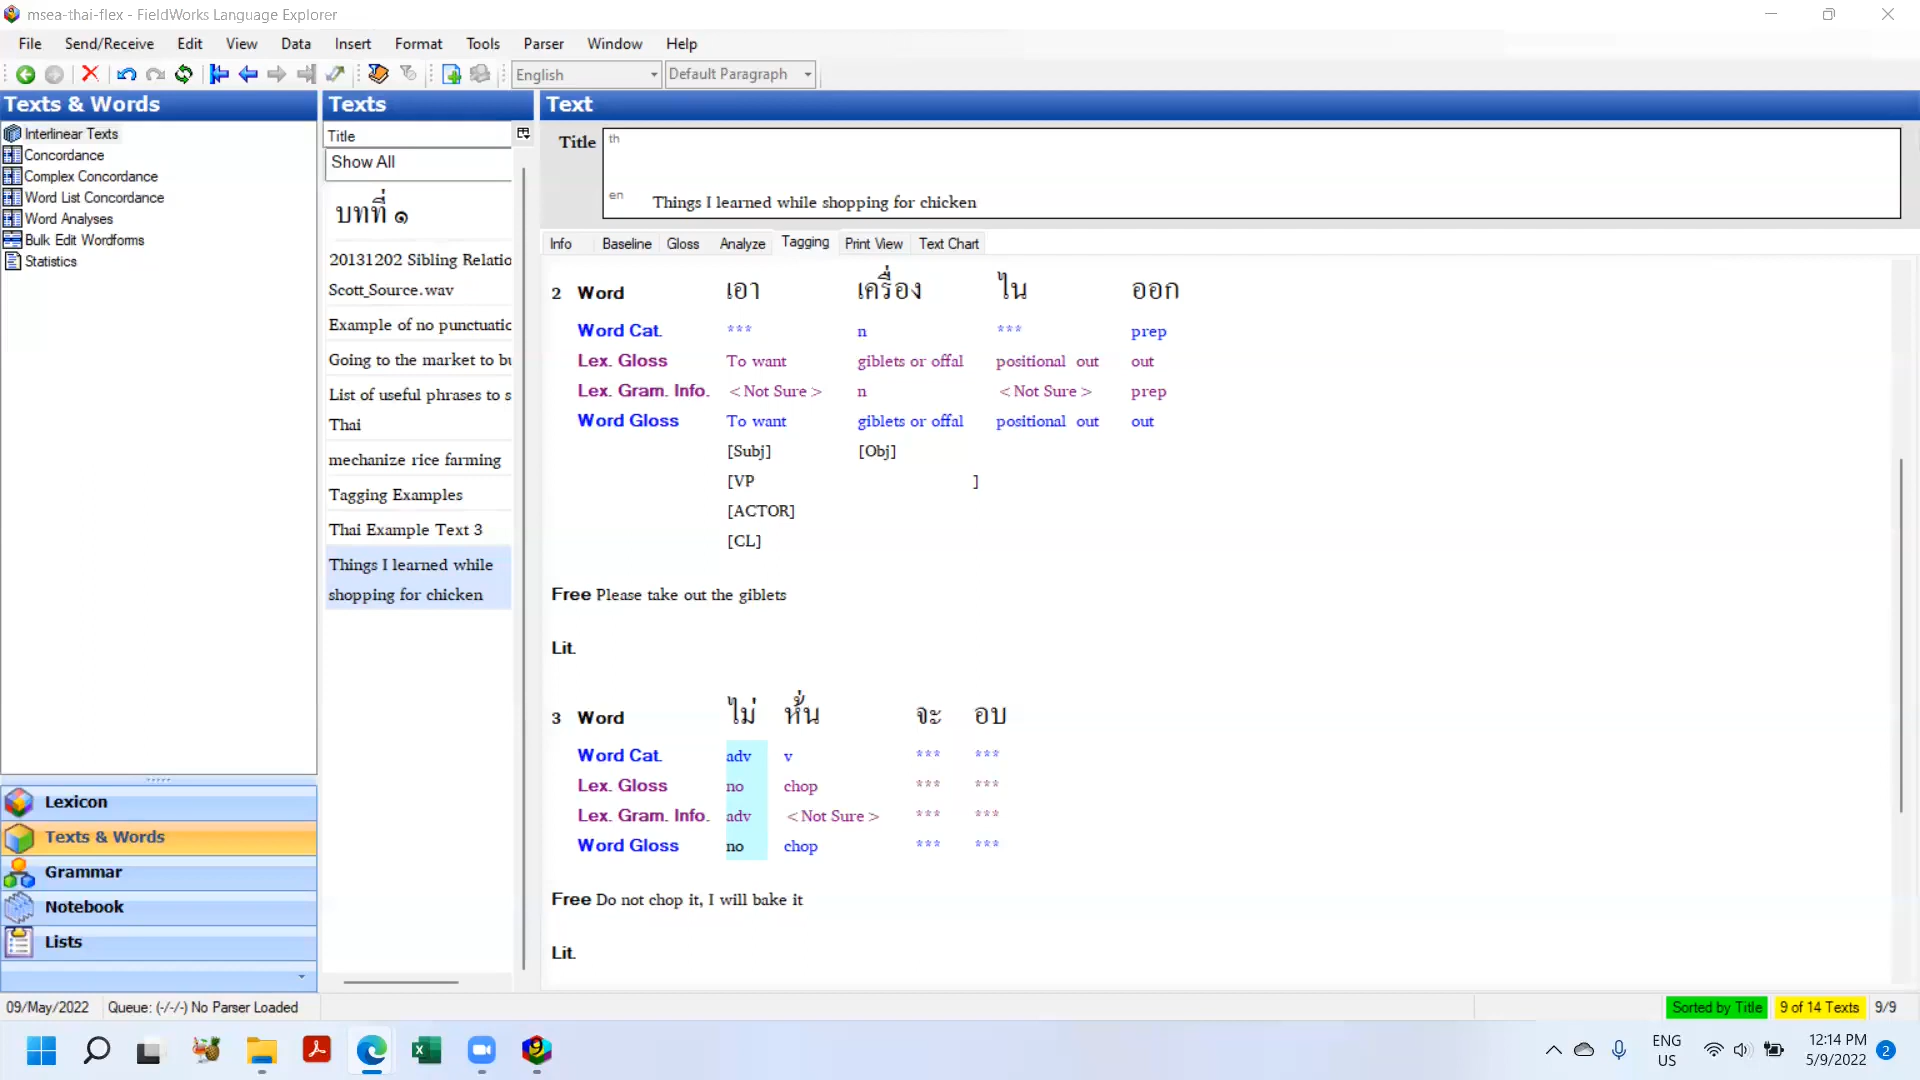 msea-thai-flex - FieldWorks Language Explorer
File Send/Receive Edit View Data Insert Format Tools Parser Window Help
English Default Paragraph
Texts & Words
Interlinear Texts
Concordance
Complex Concordance
Word List Concordance
Word Analyses
Bulk Edit Wordforms
Statistics
Lexicon
Texts & Words
Grammar
Notebook
Lists
Texts
Title
Show All
บทที่ ๑
20131202 Sibling Relatio
Scott_Source.wav
Example of no punctuatic
Going to the market to bu
List of useful phrases to s
Thai
mechanize rice farming
Tagging Examples
Thai Example Text 3
Things I learned while
shopping for chicken
Text
Title th
en Things I learned while shopping for chicken
Info Baseline Gloss Analyze Tagging Print View Text Chart
2 Word เอา เครื่อง ไน ออก
Word Cat. *** n *** prep
Lex. Gloss To want giblets or offal positional out out
Lex. Gram. Info. <Not Sure> n <Not Sure> prep
Word Gloss To want giblets or offal positional out out
[Subj] [Obj]
[VP ]
[ACTOR]
[CL]
Free Please take out the giblets
Lit.
3 Word ไม่ หั่น จะ อบ
Word Cat. adv v *** ***
Lex. Gloss no chop *** ***
Lex. Gram. Info. adv <Not Sure> *** ***
Word Gloss no chop *** ***
Free Do not chop it, I will bake it
Lit.
09/May/2022 Queue: (-/-/-) No Parser Loaded Sorted by Title 9 of 14 Texts 9/9
ENG
US
12:14 PM
5/9/2022
2